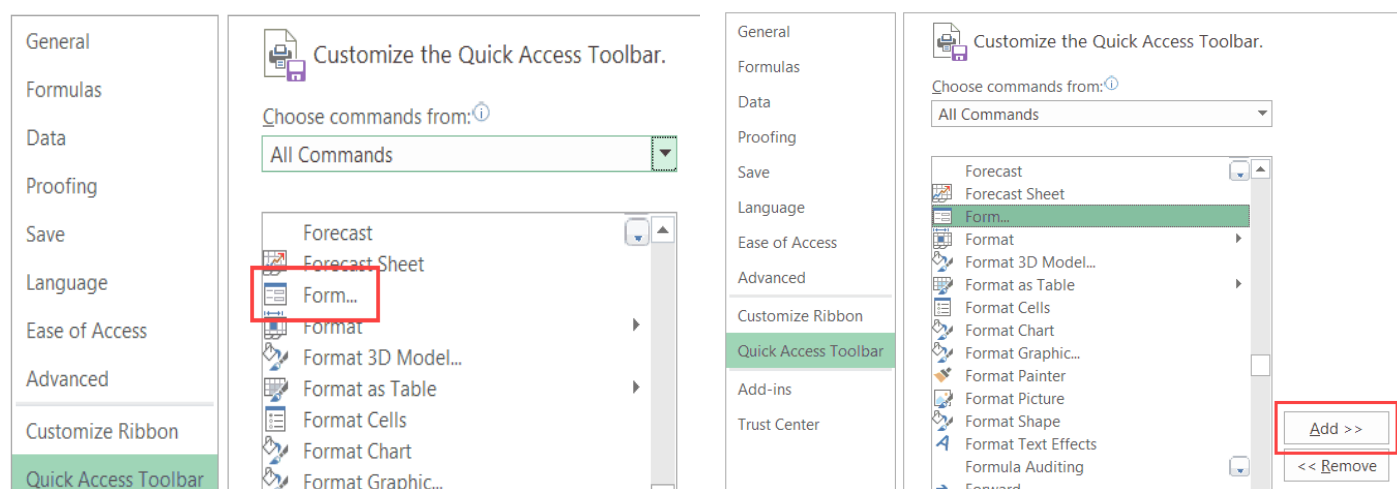 General
Formulas
Data
Proofing
Save
Language
Ease of Access
Advanced
Customize Ribbon
Quick Access Toolbar
Customize the Quick Access Toolbar.
Choose commands from:
All Commands
Forecast
Forecast Sheet
Form...
Format
Format 3D Model...
Format as Table
Format Cells
Format Chart
Format Graphic...
General
Formulas
Data
Proofing
Save
Language
Ease of Access
Advanced
Customize Ribbon
Quick Access Toolbar
Add-ins
Trust Center
Customize the Quick Access Toolbar.
Choose commands from:
All Commands
Forecast
Forecast Sheet
Form...
Format
Format 3D Model...
Format as Table
Format Cells
Format Chart
Format Graphic...
Format Painter
Format Picture
Format Shape
Format Text Effects
Formula Auditing
Forward
Add >>
<< Remove